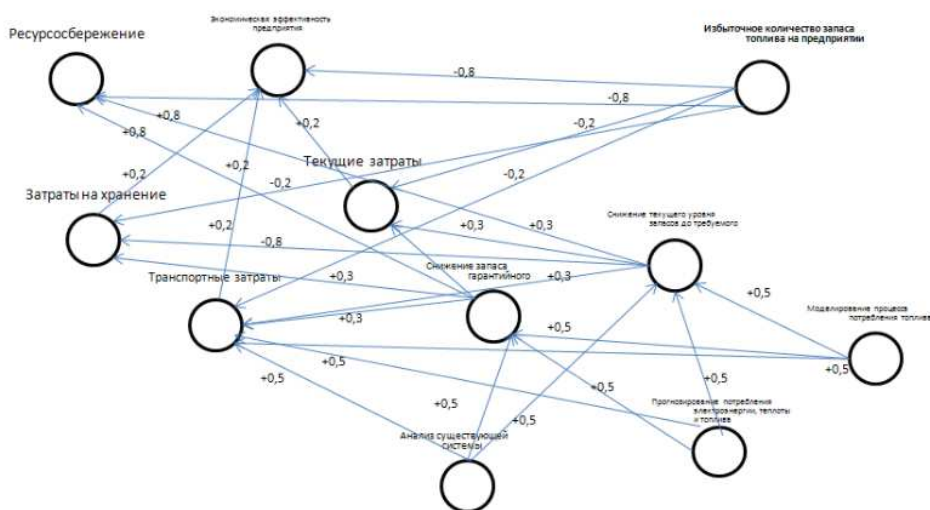 Экономическая эффективность
предприятия
Ресурсосбережение
Избыточное количество запаса
топлива на предприятии
-0,8
-0,8
+0,8
+0,8
+0,2
-0,2
Текущие затраты
+0,2
-0,2
+0,2
-0,2
Затраты на хранение
Снижение текущего уровня
запасов до требуемого
+0,2
+0,3
+0,3
-0,8
Снижение запаса
гарантийного
Транспортные затраты
+0,3
+0,3
+0,5
Моделирование процесса
потребления топлива
+0,3
+0,5
+0,5
+0,5
+0,5
+0,5
+0,5
Прогнозирование потребления
электроэнергии, теплоты
и топлив
+0,5
+0,5
Анализ существующей
системы